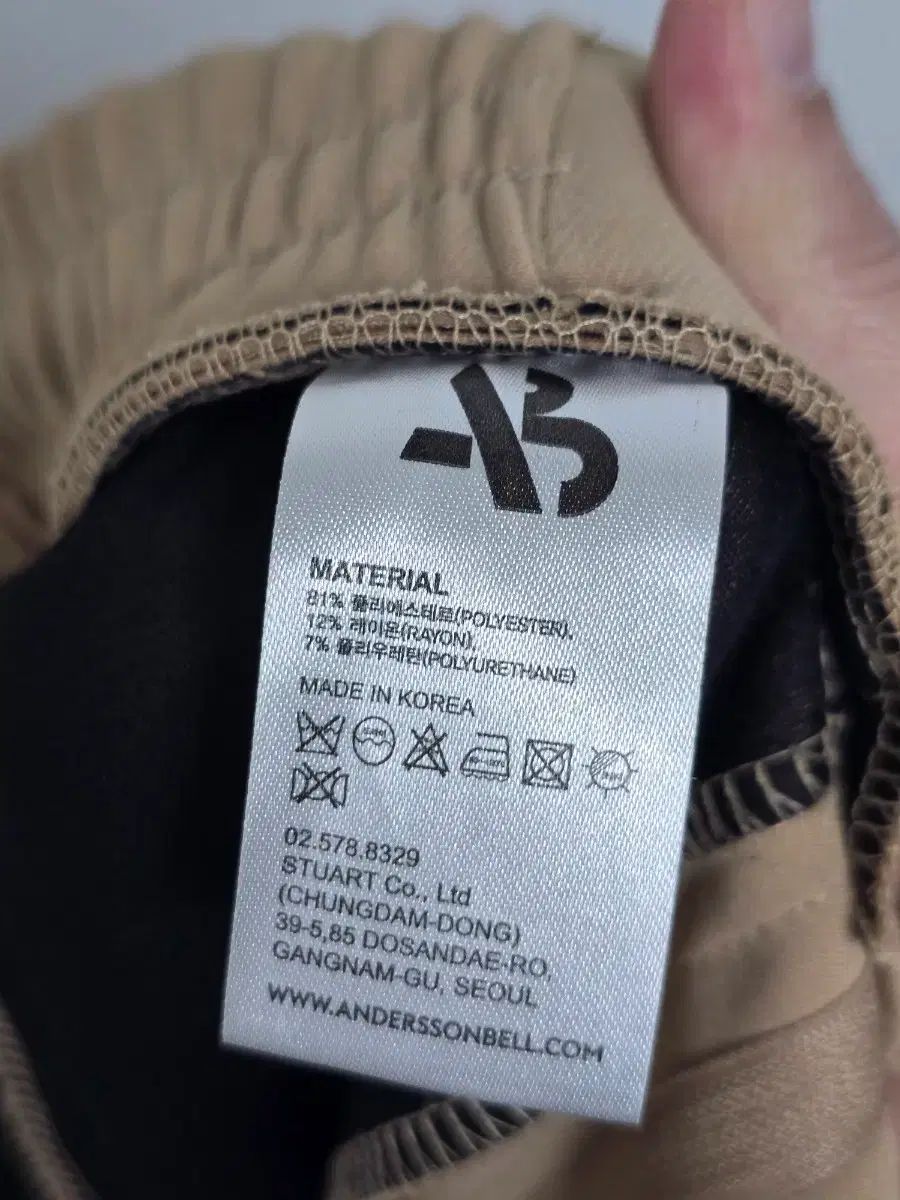 MATERIAL
81% 폴리에스테르(POLYESTER),
12% 레이온(RAYON),
7% 폴리우레탄(POLYURETHANE)
MADE IN KOREA
02.578.8329
STUART Co., Ltd
(CHUNGDAM-DONG)
39-5,85 DOSANDAE-RO,
GANGNAM-GU, SEOUL
WWW.ANDERSSONBELL.COM